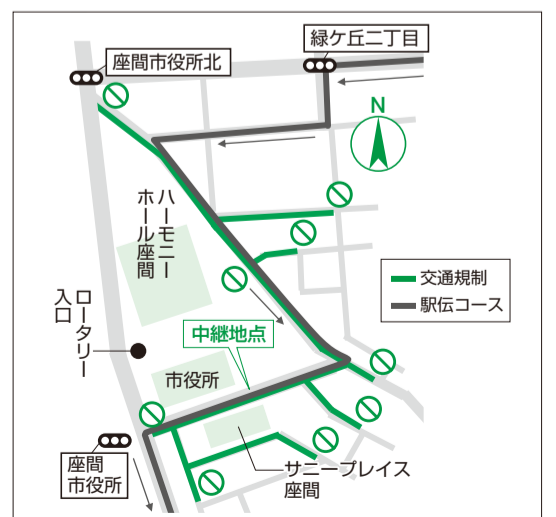 緑ケ丘二丁目
座間市役所北
N
ハーモニー
ホール座間
交通規制
駅伝コース
ロータリー
入口
中継地点
市役所
座間
市役所
サニープレイス
座間